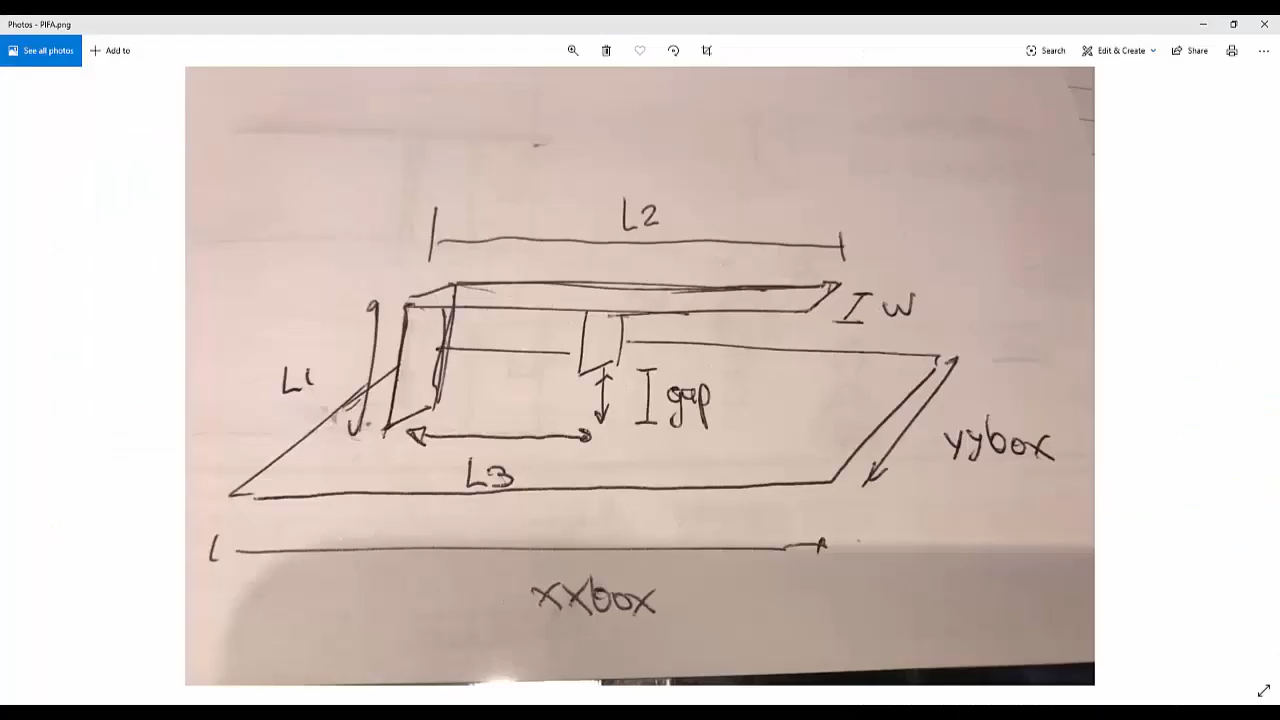 Photos - PIFA.png
See all photos
Add to
Search
Edit & Create
Share
L2
W
L1
gap
yybox
L3
xxbox